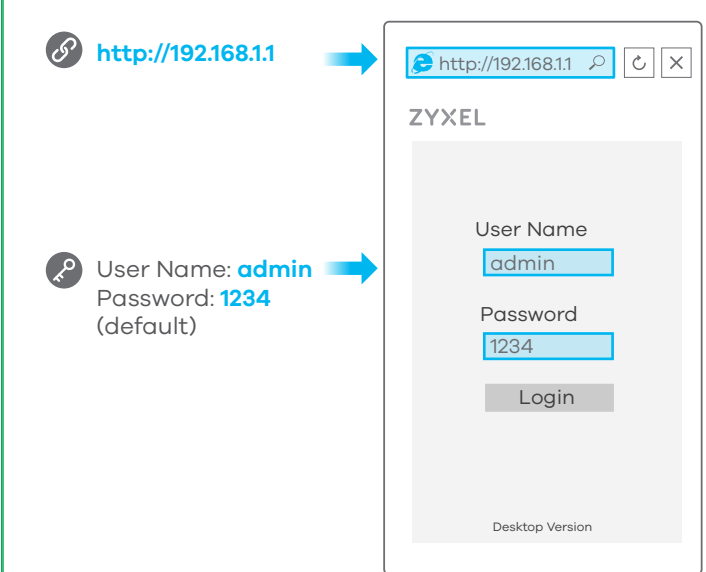 http://192.168.1.1
http://192.168.1.1
ZYXEL
User Name
admin
User Name: admin
Password: 1234
(default)
Password
1234
Login
Desktop Version